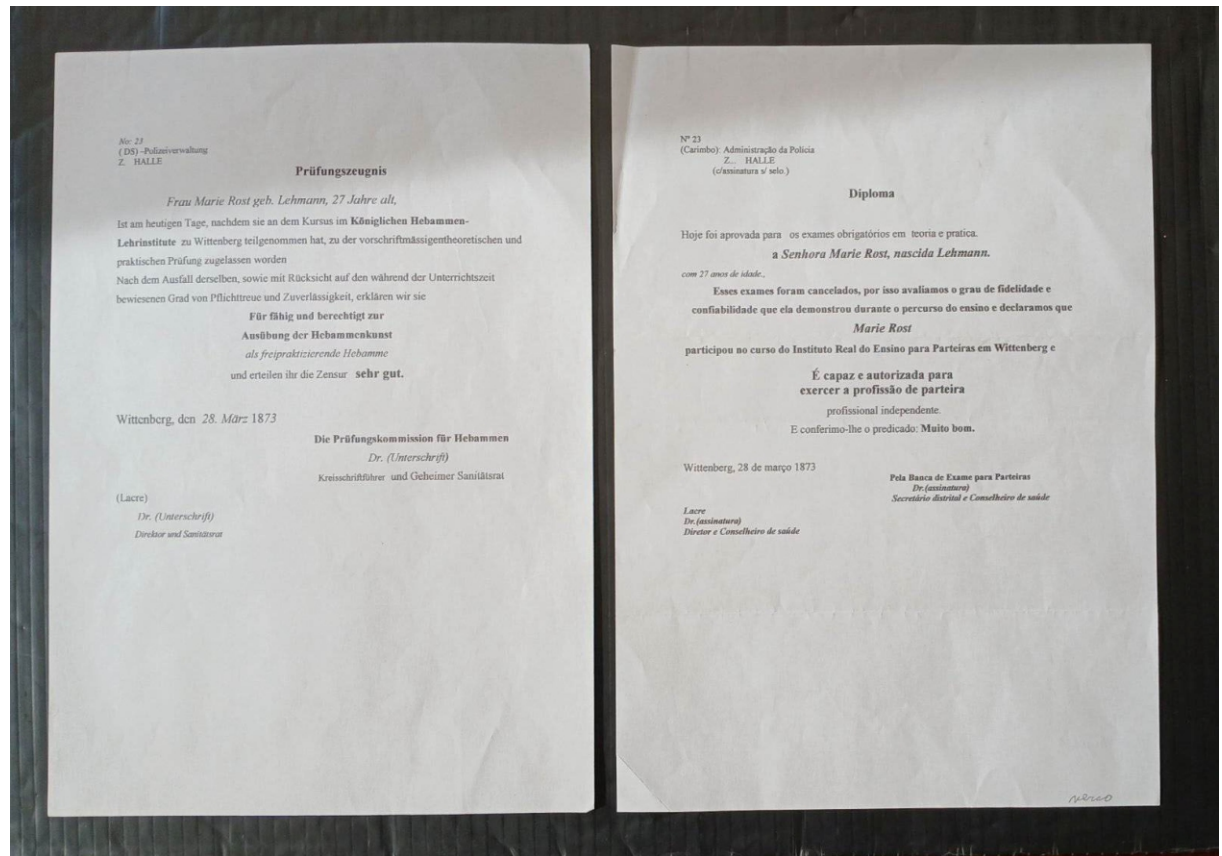 No: 23
( DS) -Polizeiverwaltung
Z. HALLE
Prüfungszeugnis
Frau Marie Rost geb. Lehmann, 27 Jahre alt,
Ist am heutigen Tage, nachdem sie an dem Kursus im Königlichen Hebammen-
Lehrinstitute zu Wittenberg teilgenommen hat, zu der vorschriftmässigentheoretischen und
praktischen Prüfung zugelassen worden
Nach dem Ausfall derselben, sowie mit Rücksicht auf den während der Unterrichtszeit
bewiesenen Grad von Pflichttreue und Zuverlässigkeit, erklären wir sie
Für fähig und berechtigt zur
Ausübung der Hebammenkunst
als freipraktizierende Hebamme
und erteilen ihr die Zensur sehr gut.
Wittenberg, den 28. März 1873
Die Prüfungskommission für Hebammen
Dr. (Unterschrift)
Kreisschriftführer und Geheimer Sanitätsrat
(Lacre)
Dr. (Unterschrift)
Direktor und Sanitätsrat
Nº 23
(Carimbo): Administração da Polícia
Z... HALLE
(c/assinatura s/ selo.)
Diploma
Hoje foi aprovada para os exames obrigatórios em teoria e pratica.
a Senhora Marie Rost, nascida Lehmann.
com 27 anos de idade.,
Esses exames foram cancelados, por isso avaliamos o grau de fidelidade e
confiabilidade que ela demonstrou durante o percurso do ensino e declaramos que
Marie Rost
participou no curso do Instituto Real do Ensino para Parteiras em Wittenberg e
É capaz e autorizada para
exercer a profissão de parteira
profissional independente.
E conferimo-lhe o predicado: Muito bom.
Wittenberg, 28 de março 1873
Pela Banca de Exame para Parteiras
Dr.(assinatura)
Secretário distrital e Conselheiro de saúde
Lacre
Dr.(assinatura)
Diretor e Conselheiro de saúde